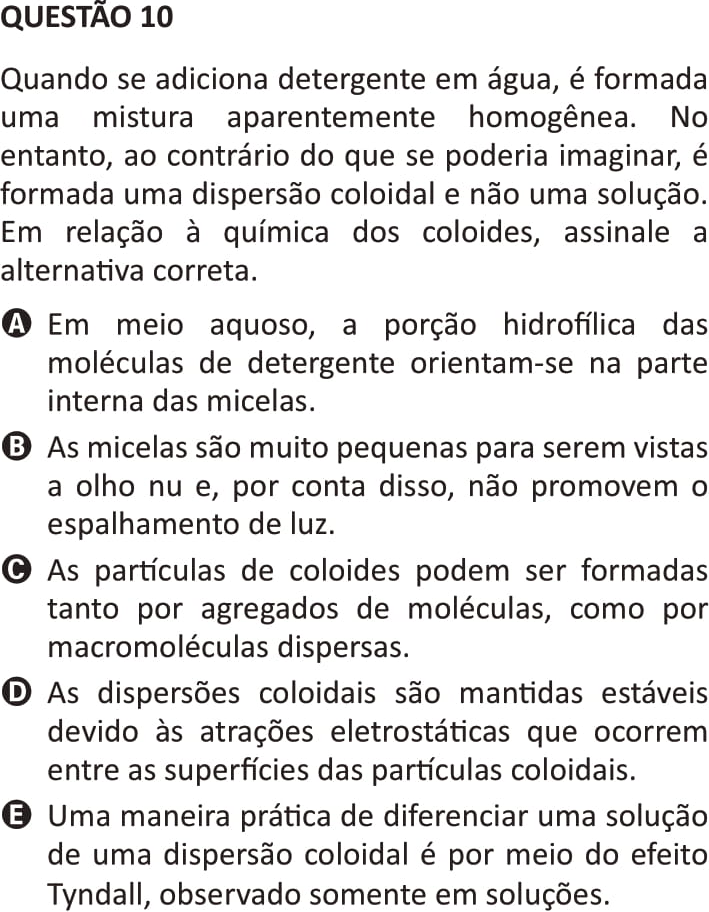 QUESTÃO 10
Quando se adiciona detergente em água, é formada
uma mistura aparentemente homogênea. No
entanto, ao contrário do que se poderia imaginar, é
formada uma dispersão coloidal e não uma solução.
Em relação à química dos coloides, assinale a
alternativa correta.
A Em meio aquoso, a porção hidrofílica das
moléculas de detergente orientam-se na parte
interna das micelas.
B As micelas são muito pequenas para serem vistas
a olho nu e, por conta disso, não promovem o
espalhamento de luz.
C As partículas de coloides podem ser formadas
tanto por agregados de moléculas, como por
macromoléculas dispersas.
D As dispersões coloidais são mantidas estáveis
devido às atrações eletrostáticas que ocorrem
entre as superfícies das partículas coloidais.
E Uma maneira prática de diferenciar uma solução
de uma dispersão coloidal é por meio do efeito
Tyndall, observado somente em soluções.